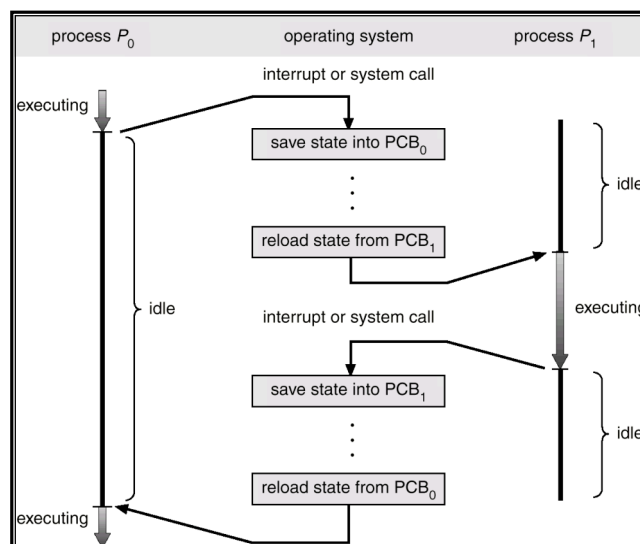 process P0 operating system process P1
interrupt or system call
executing
save state into PCB0
idle
reload state from PCB1
idle
interrupt or system call
executing
save state into PCB1
idle
reload state from PCB0
executing